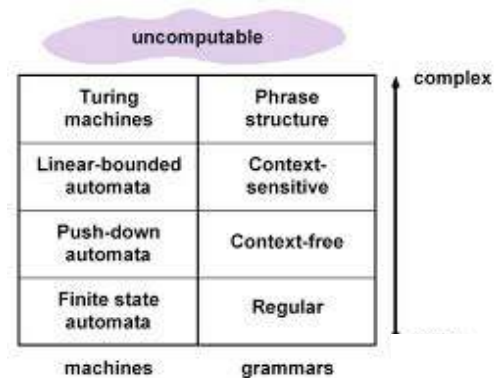 uncomputable
complex
Turing
machines
Phrase
structure
Linear-bounded
automata
Context-
sensitive
Push-down
automata
Context-free
Finite state
automata
Regular
machines
grammars